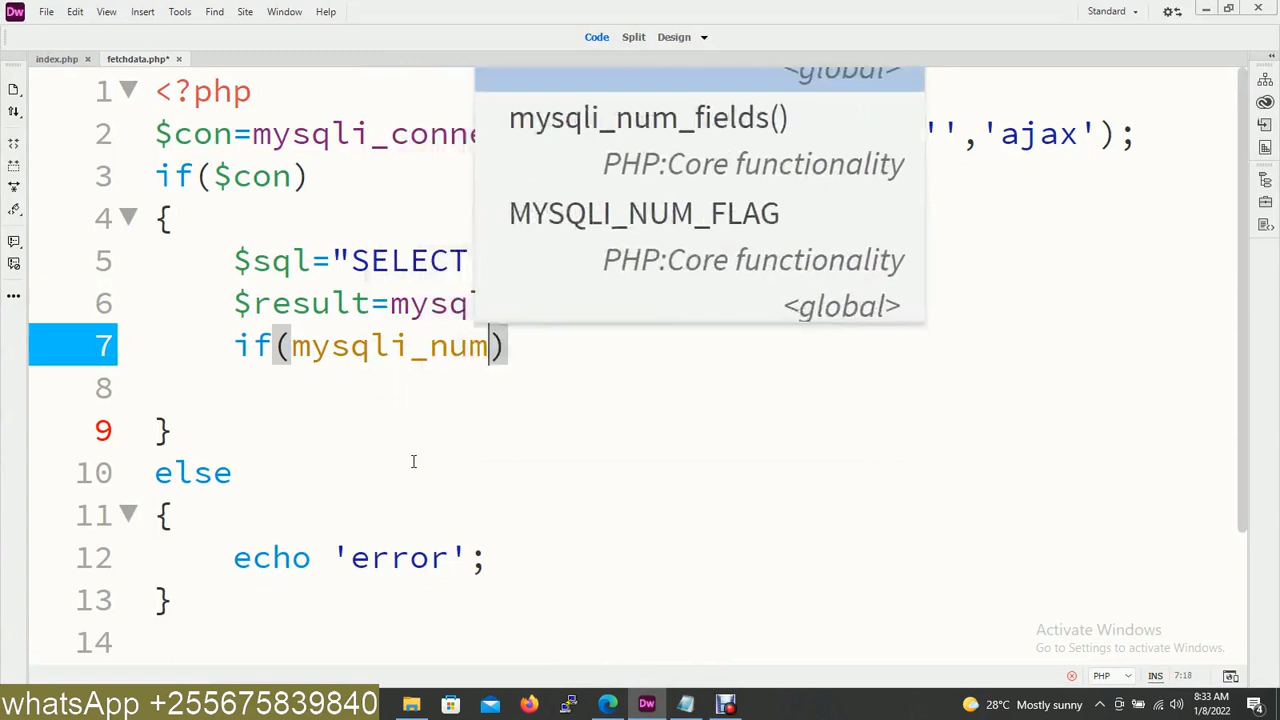 Dw File Edit View Insert Tools Find Site Window Help Standard
Code Split Design
index.php × fetchdata.php* ×
<global>
mysqli_num_fields()
PHP:Core functionality
MYSQLI_NUM_FLAG
PHP:Core functionality
<global>
1 <?php
2 $con=mysqli_conne '','ajax');
3 if($con)
4 {
5 $sql="SELECT
6 $result=mysql
7 if(mysqli_num)
8
9 }
10 else
11 {
12 echo 'error';
13 }
14
Activate Windows
Go to Settings to activate Windows.
PHP INS 7:18
whatsApp +255675839840
Dw
28°C Mostly sunny
8:33 AM
1/8/2022
4